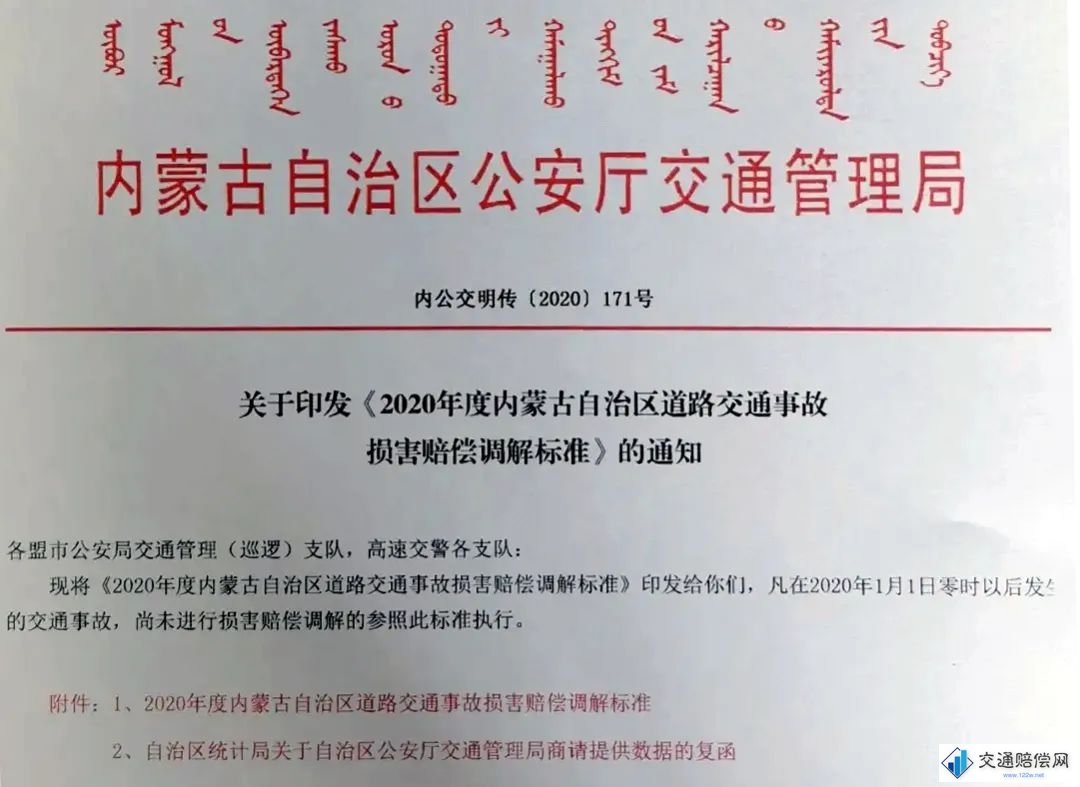 内蒙古自治区公安厅交通管理局
内公交明传〔2020〕171号
关于印发《2020年度内蒙古自治区道路交通事故
损害赔偿调解标准》的通知
各盟市公安局交通管理（巡逻）支队，高速交警各支队：
现将《2020年度内蒙古自治区道路交通事故损害赔偿调解标准》印发给你们，凡在2020年1月1日零时以后发生
的交通事故，尚未进行损害赔偿调解的参照此标准执行。
附件：1、2020年度内蒙古自治区道路交通事故损害赔偿调解标准
2、自治区统计局关于自治区公安厅交通管理局商请提供数据的复函
交通赔偿网
www.122w.net